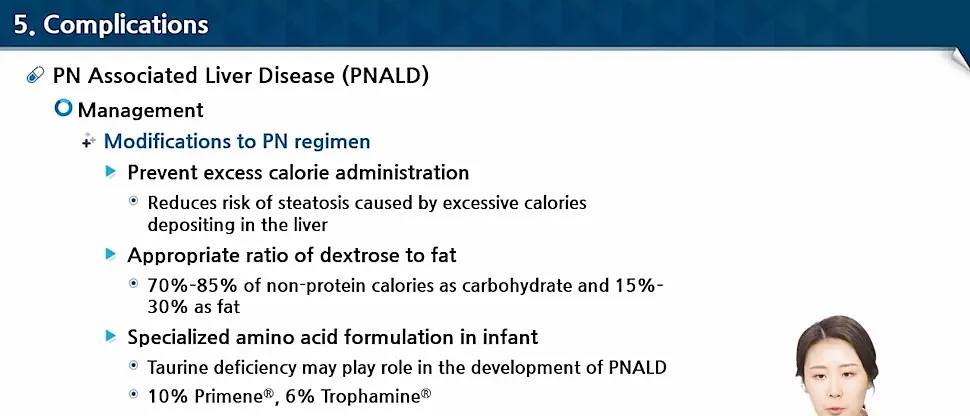 5. Complications
PN Associated Liver Disease (PNALD)
Management
Modifications to PN regimen
Prevent excess calorie administration
Reduces risk of steatosis caused by excessive calories
depositing in the liver
Appropriate ratio of dextrose to fat
70%-85% of non-protein calories as carbohydrate and 15%-
30% as fat
Specialized amino acid formulation in infant
Taurine deficiency may play role in the development of PNALD
10% Primene®, 6% Trophamine®